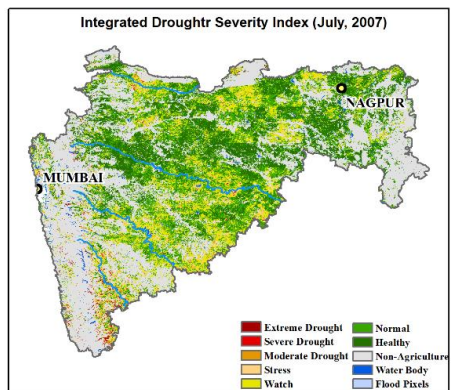 Integrated Droughtr Severity Index (July, 2007)
NAGPUR
MUMBAI
Extreme Drought
Severe Drought
Moderate Drought
Stress
Watch
Normal
Healthy
Non-Agriculture
Water Body
Flood Pixels